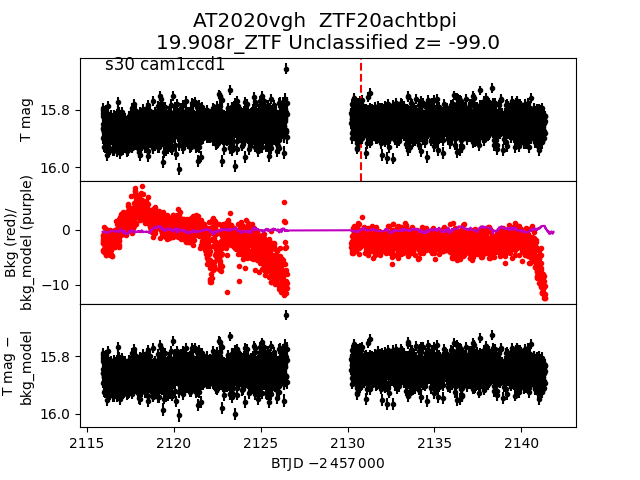 AT2020vgh  ZTF20achtbpi
19.908r_ZTF Unclassified z= -99.0
s30 cam1ccd1
T mag
15.8
16.0
Bkg (red)/
bkg_model (purple)
0
−10
T mag −
bkg_model
15.8
16.0
2115
2120
2125
2130
2135
2140
BTJD −2 457 000